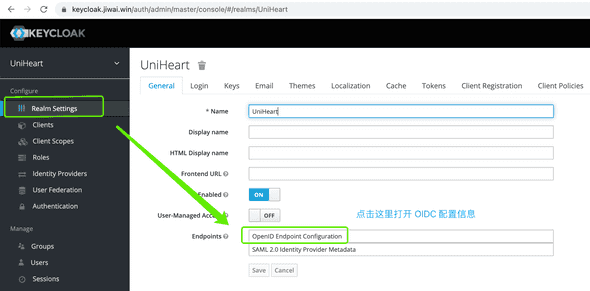 keycloak.jiwai.win/auth/admin/master/console/#/realms/UniHeart
KEYCLOAK
UniHeart
UniHeart
Configure
General Login Keys Email Themes Localization Cache Tokens Client Registration Client Policies
Realm Settings
* Name UniHeart
Clients
Display name
Client Scopes
HTML Display name
Roles
Identity Providers
Frontend URL
User Federation
Enabled ON
Authentication
User-Managed Access OFF
点击这里打开 OIDC 配置信息
Manage
Endpoints OpenID Endpoint Configuration
Groups
SAML 2.0 Identity Provider Metadata
Users
Save Cancel
Sessions